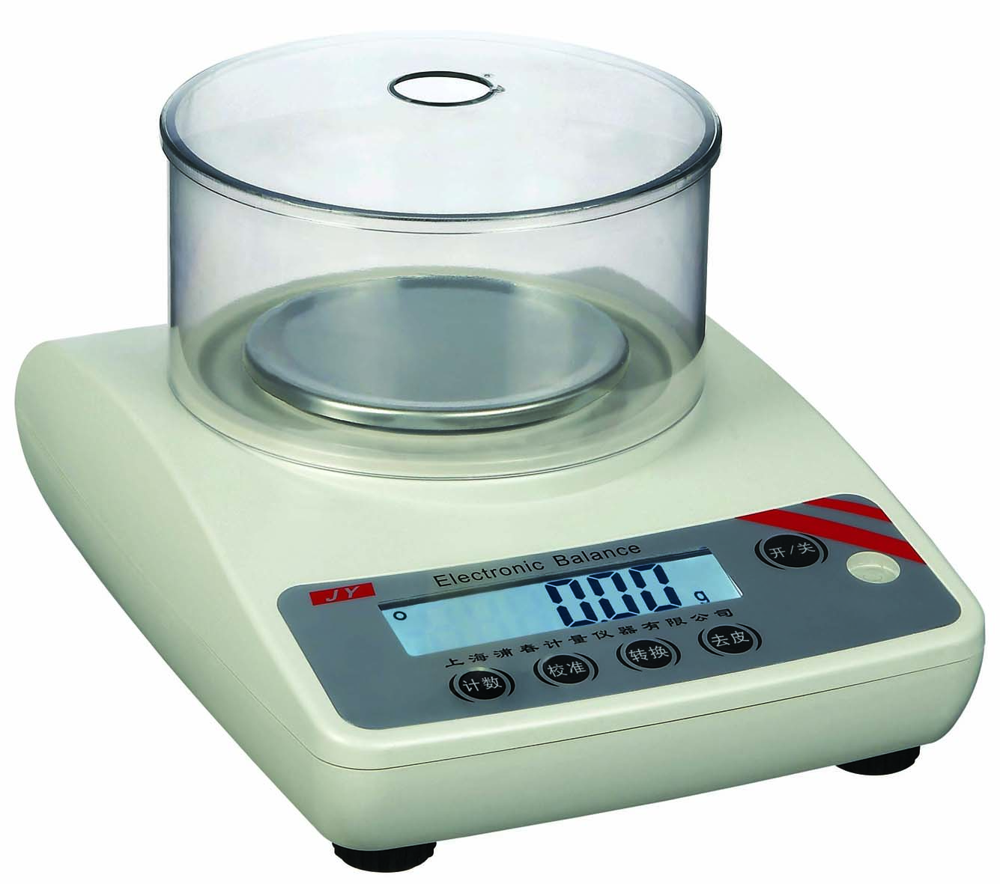 Electronic Balance
JY
0.00 g
上海浦春计量仪器有限公司
开/关
计数 校准 转换 去皮